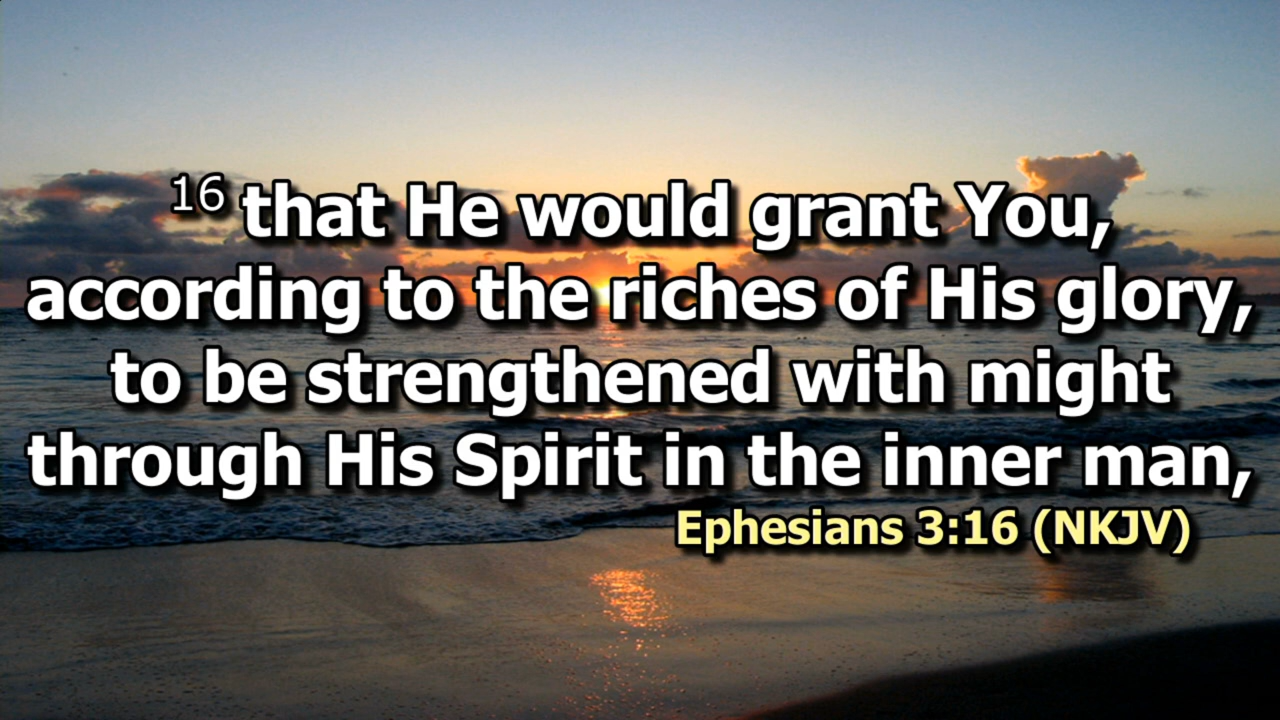 16 that He would grant You,
according to the riches of His glory,
to be strengthened with might
through His Spirit in the inner man,
Ephesians 3:16 (NKJV)